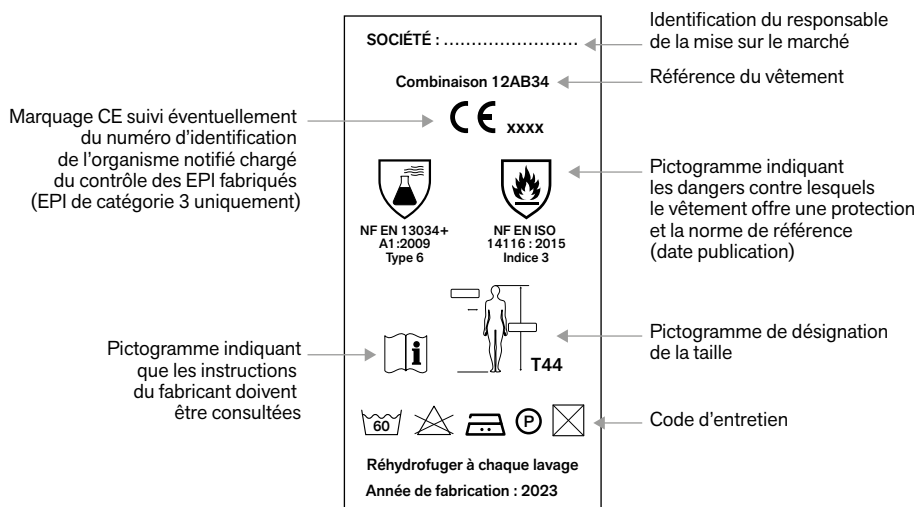 SOCIÉTÉ : ........................
Identification du responsable
de la mise sur le marché
Combinaison 12AB34
Référence du vêtement
Marquage CE suivi éventuellement
du numéro d’identification
de l’organisme notifié chargé
du contrôle des EPI fabriqués
(EPI de catégorie 3 uniquement)
CE xxxx
Pictogramme indiquant
les dangers contre lesquels
le vêtement offre une protection
et la norme de référence
(date publication)
NF EN 13034+
A1:2009
Type 6
NF EN ISO
14116 : 2015
Indice 3
Pictogramme indiquant
que les instructions
du fabricant doivent
être consultées
i
T44
Pictogramme de désignation
de la taille
60
P
Code d’entretien
Réhydrofuger à chaque lavage
Année de fabrication : 2023